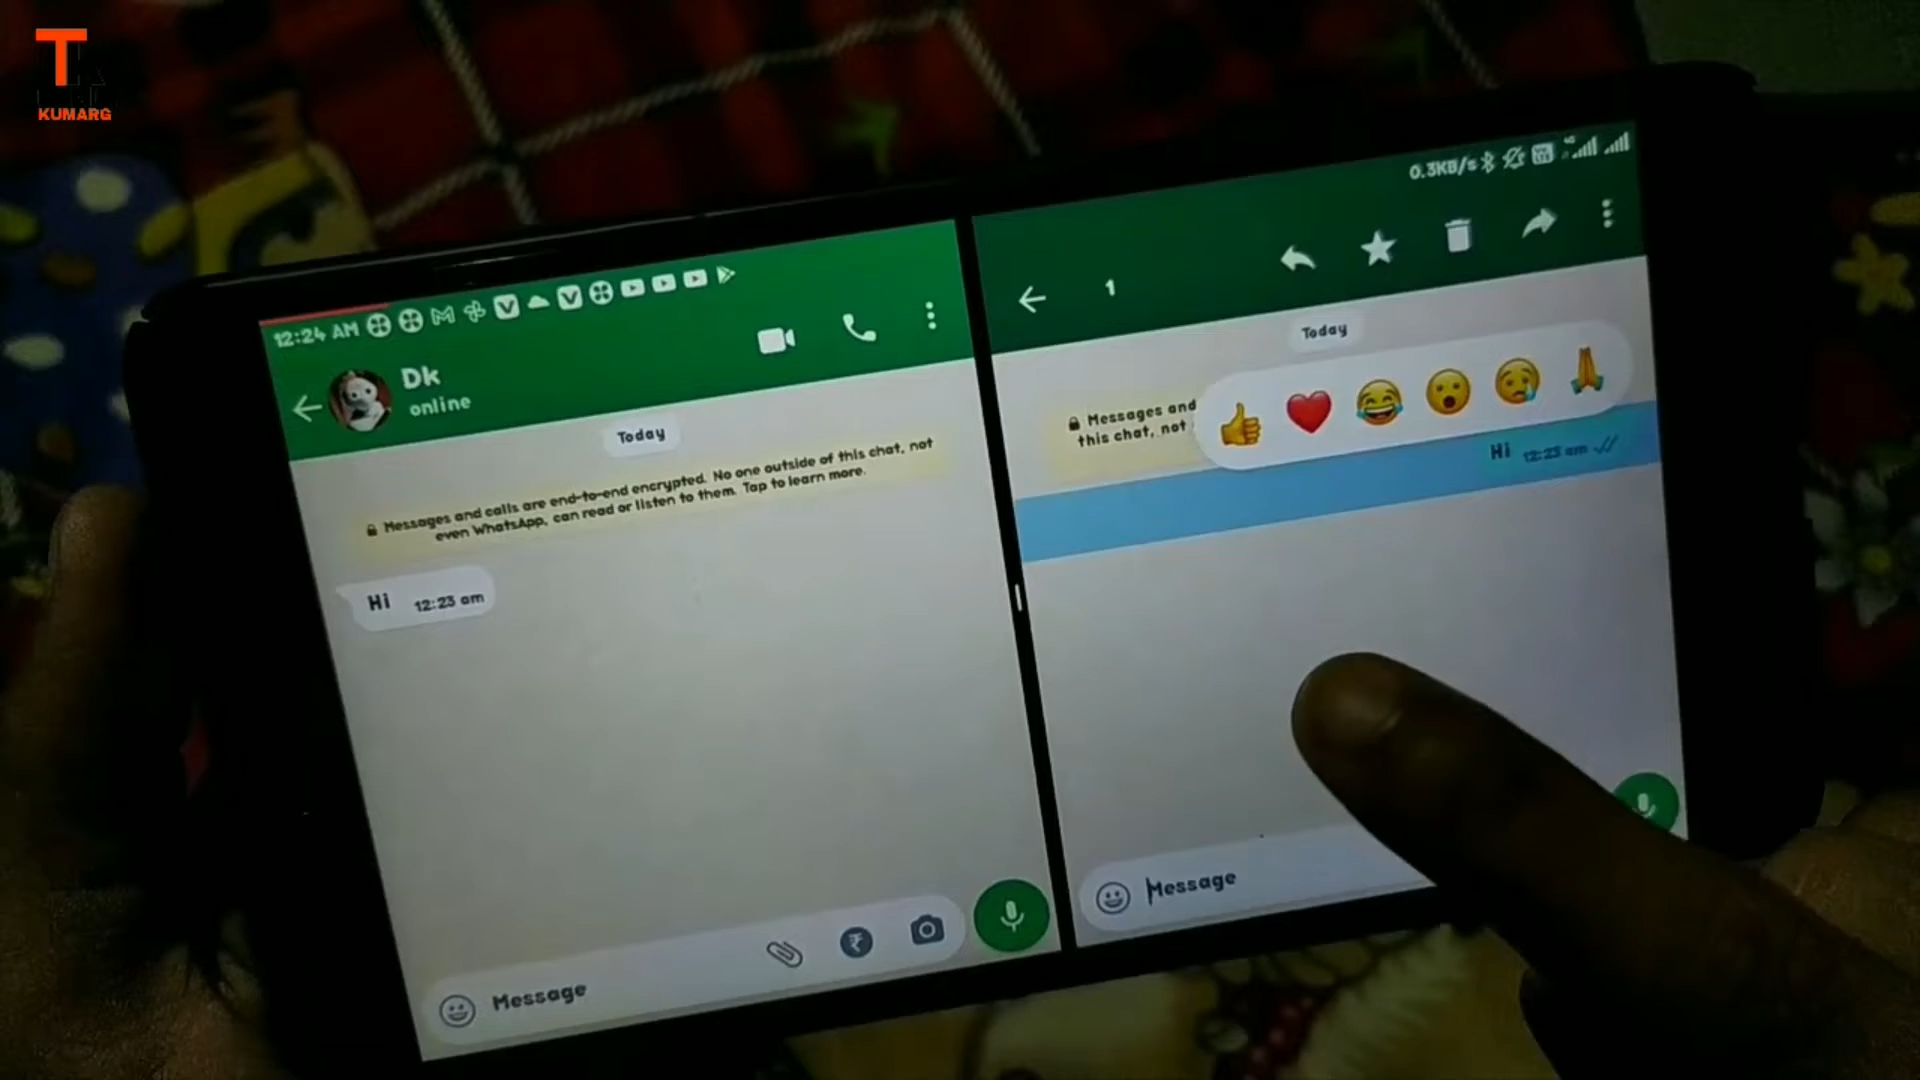 T
KUMARG
12:24 AM
Dk
online
Today
Messages and calls are end-to-end encrypted. No one outside of this chat, not
even WhatsApp, can read or listen to them. Tap to learn more.
Hi 12:23 am
Message
0.3KB/s
1
Today
Messages and
this chat, not
Hi 12:23 am
Message